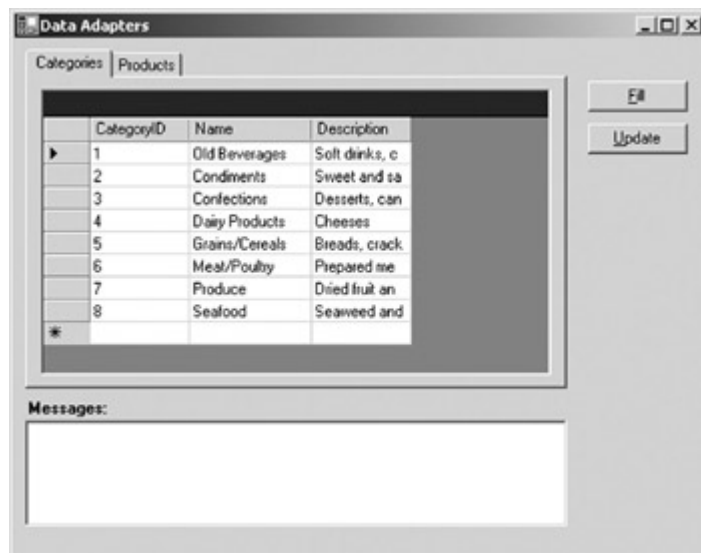 Data Adapters
Categories Products
Fill
Update
CategoryID Name Description
1 Old Beverages Soft drinks, c
2 Condiments Sweet and sa
3 Confections Desserts, can
4 Dairy Products Cheeses
5 Grains/Cereals Breads, crack
6 Meat/Poultry Prepared me
7 Produce Dried fruit an
8 Seafood Seaweed and
Messages: